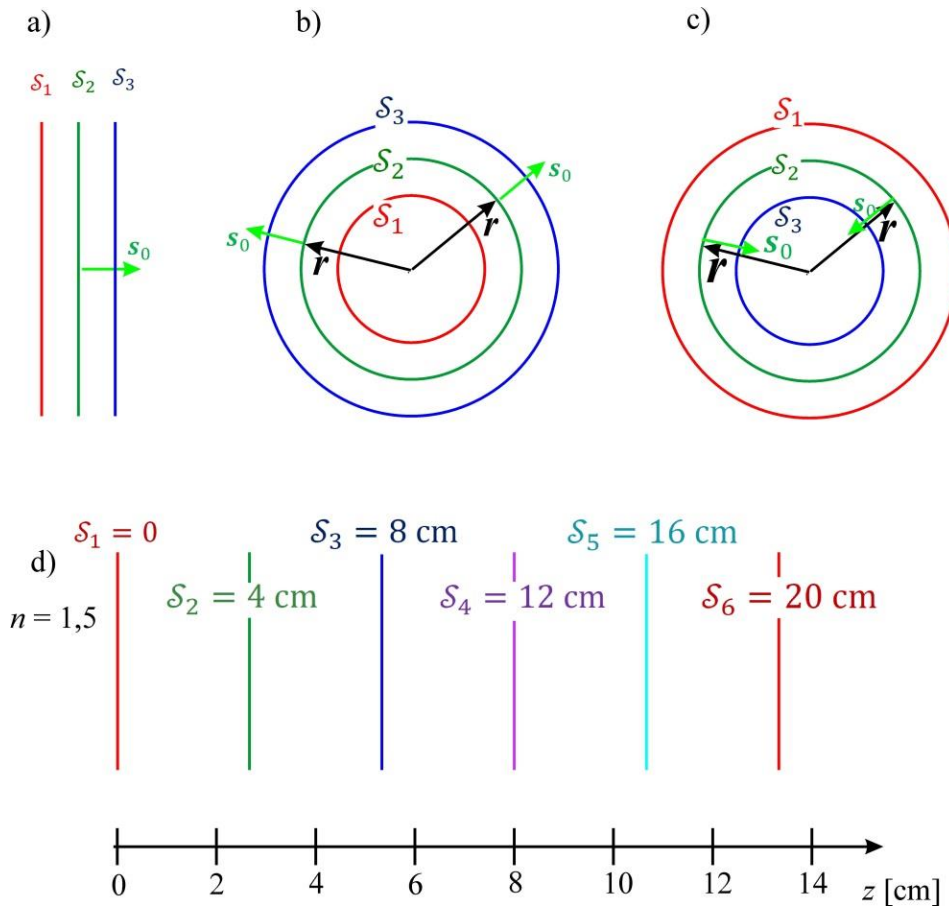 a)
b)
c)
𝒮₁ 𝒮₂ 𝒮₃
s₀
𝒮₃
𝒮₂
𝒮₁
s₀
s₀
r
r
𝒮₁
𝒮₂
𝒮₃
s₀
s₀
r
r
d)
n = 1,5
𝒮₁ = 0
𝒮₂ = 4 cm
𝒮₃ = 8 cm
𝒮₄ = 12 cm
𝒮₅ = 16 cm
𝒮₆ = 20 cm
0 2 4 6 8 10 12 14 z [cm]